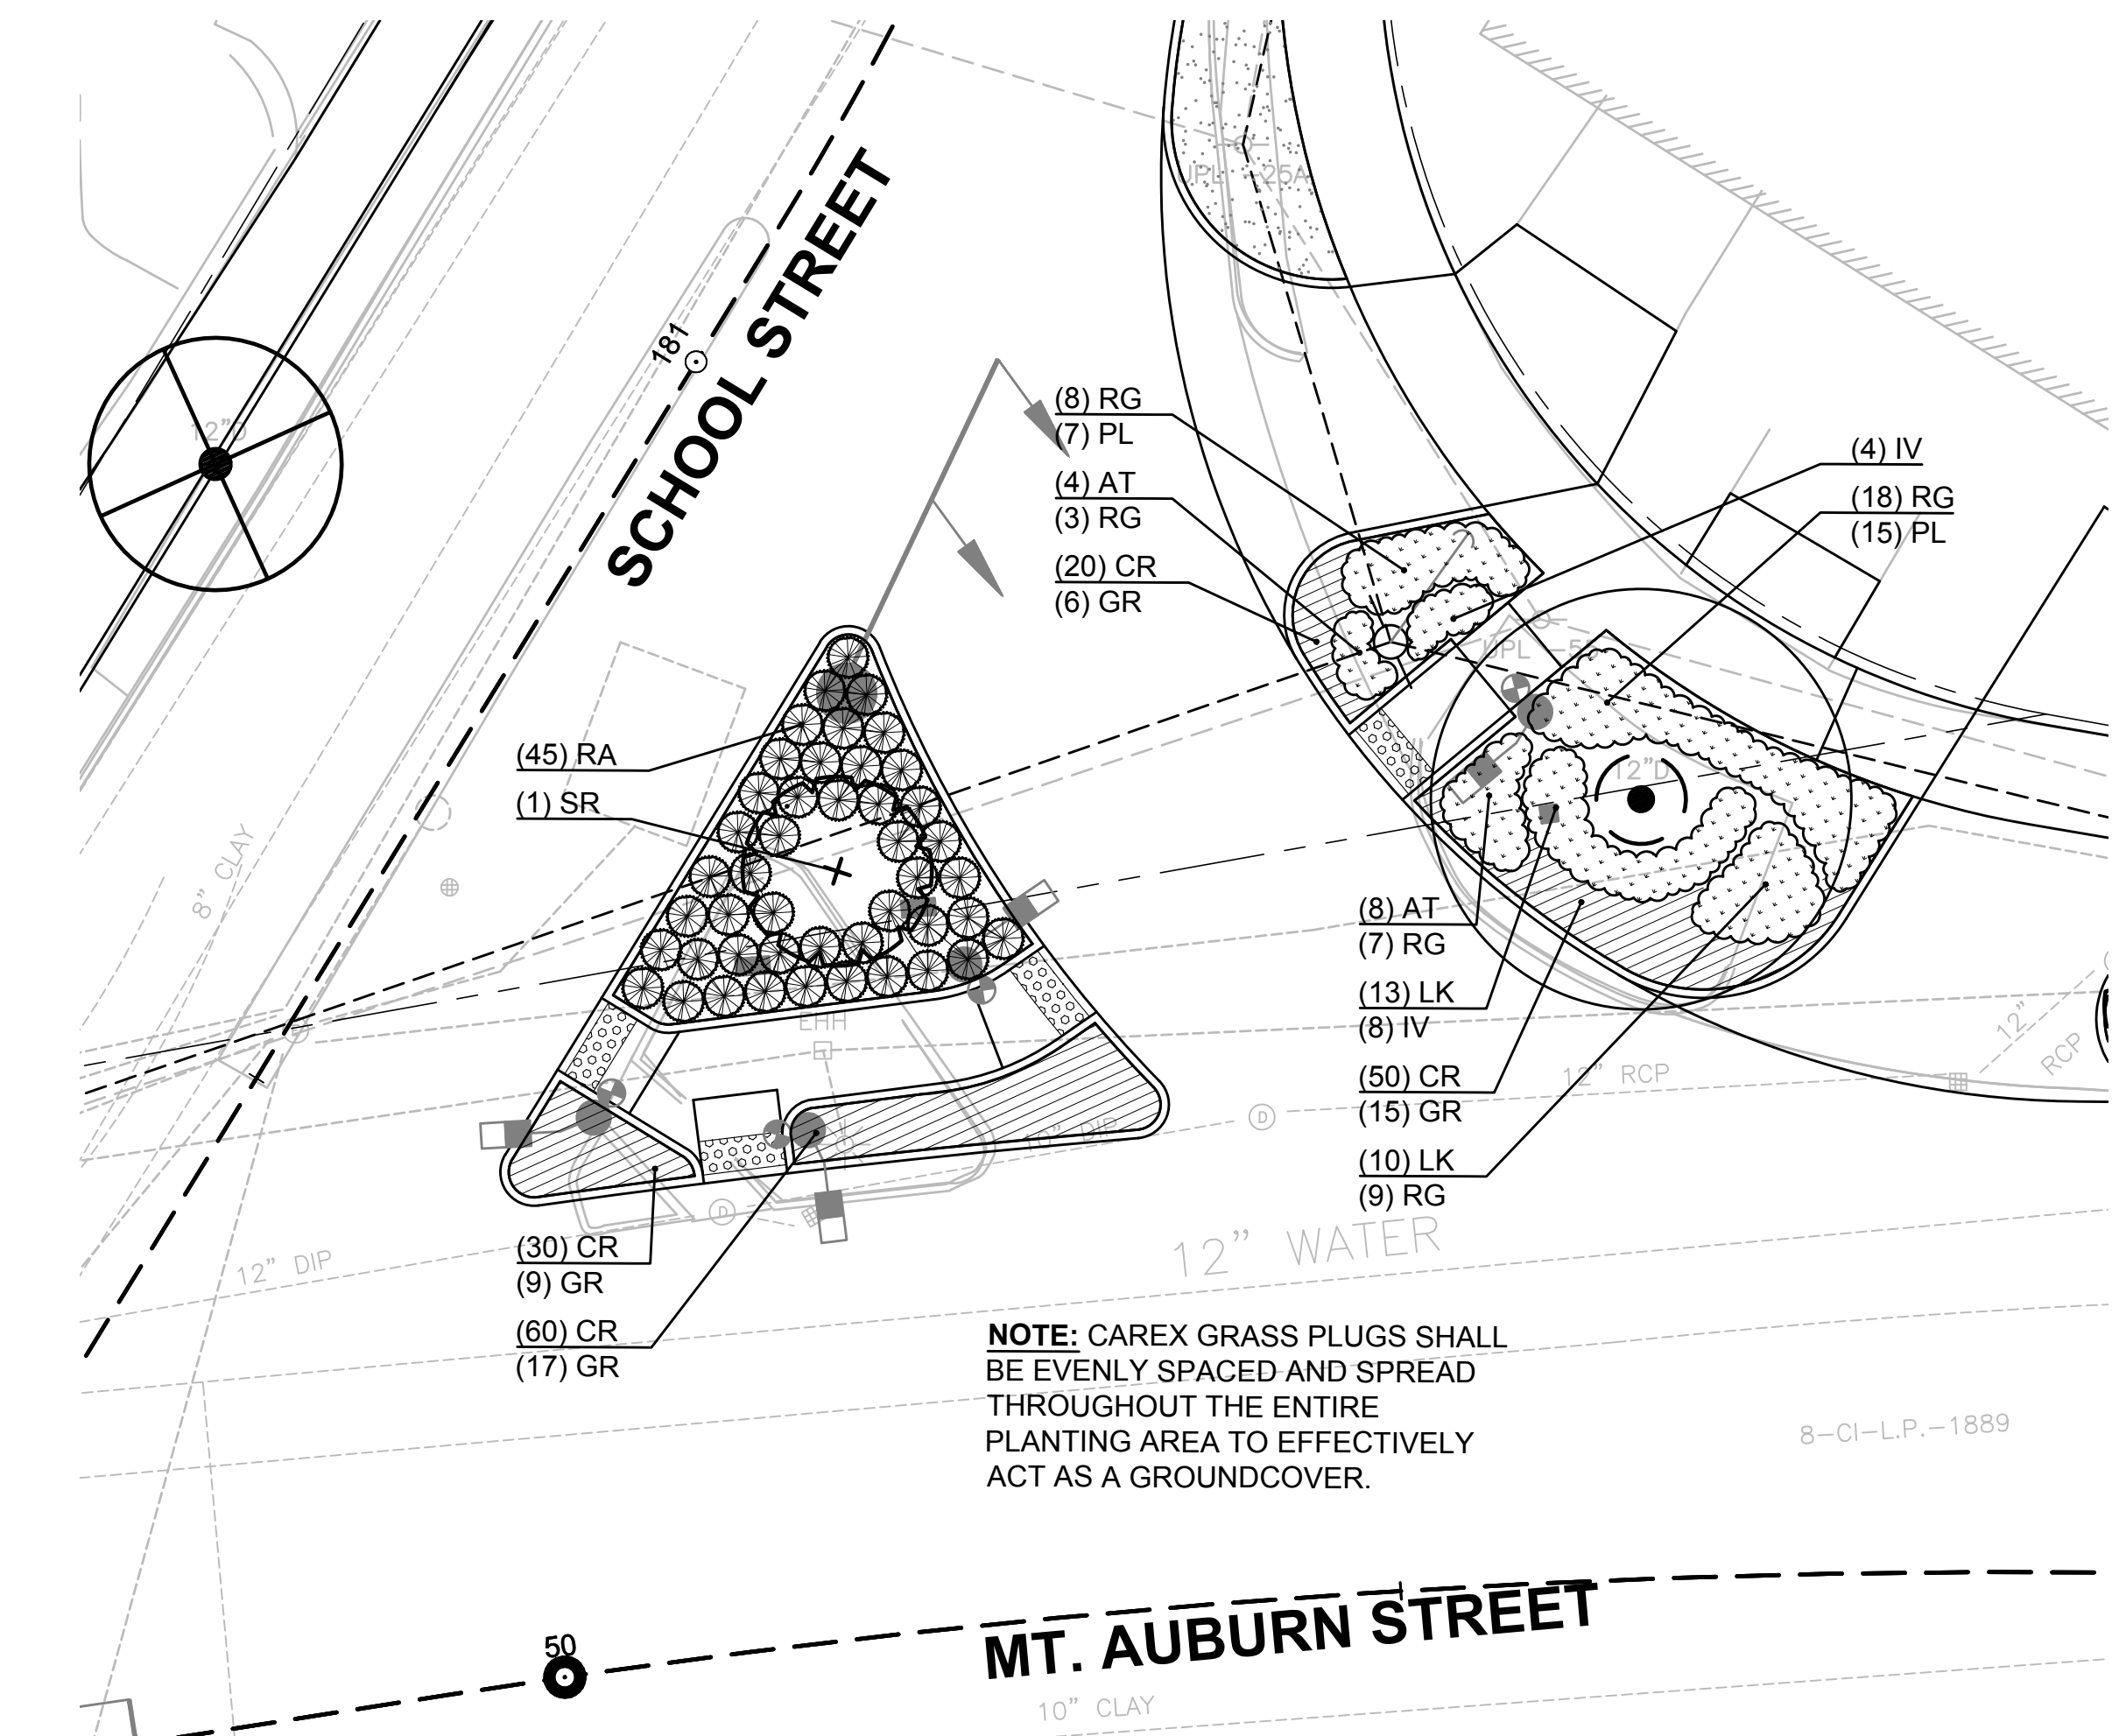 UPL -25A
12"D
181
SCHOOL STREET
(8) RG
(7) PL
(4) AT
(3) RG
(20) CR
(6) GR
(4) IV
(18) RG
(15) PL
(45) RA
(1) SR
12"D
8" CLAY
(8) AT
(7) RG
(13) LK
(8) IV
(50) CR
(15) GR
(10) LK
(9) RG
EHH
12" RCP
12"
RCP
D
D
12" DIP
12" WATER
(30) CR
(9) GR
(60) CR
(17) GR
NOTE: CAREX GRASS PLUGS SHALL
BE EVENLY SPACED AND SPREAD
THROUGHOUT THE ENTIRE
PLANTING AREA TO EFFECTIVELY
ACT AS A GROUNDCOVER.
8-CI-L.P.-1889
50
MT. AUBURN STREET
10" CLAY